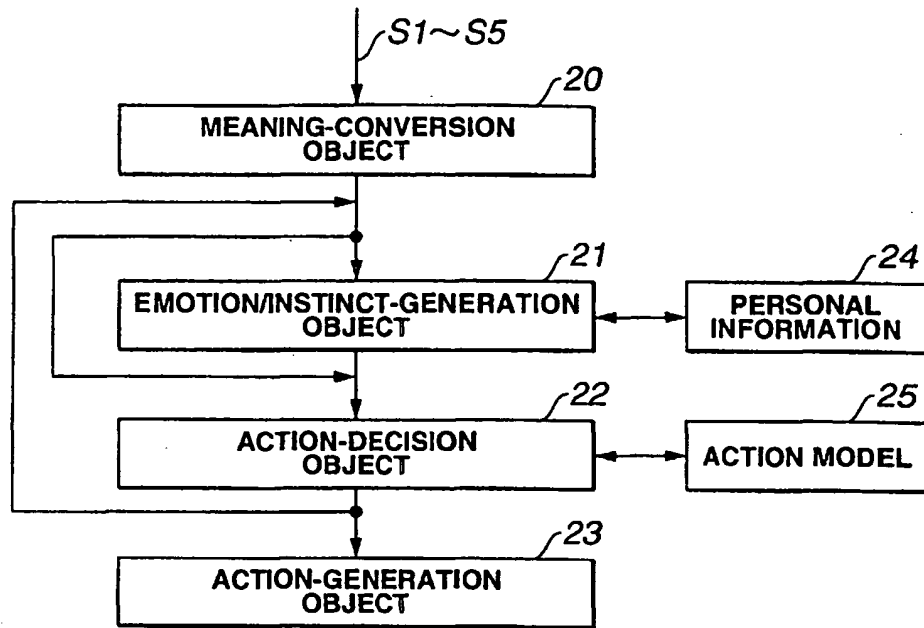 S1~S5
20
MEANING-CONVERSION
OBJECT
21
EMOTION/INSTINCT-GENERATION
OBJECT
24
PERSONAL
INFORMATION
22
ACTION-DECISION
OBJECT
25
ACTION MODEL
23
ACTION-GENERATION
OBJECT